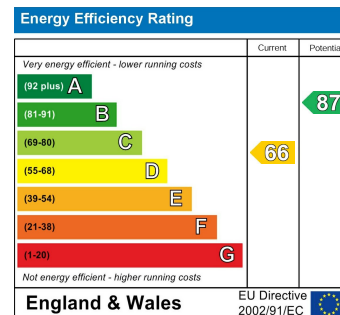 Energy Efficiency Rating
Current
Potentia
Very energy efficient - lower running costs
(92 plus) A
(81-91) B
(69-80) C
(55-68) D
(39-54) E
(21-38) F
(1-20) G
66
87
Not energy efficient - higher running costs
England & Wales
EU Directive
2002/91/EC